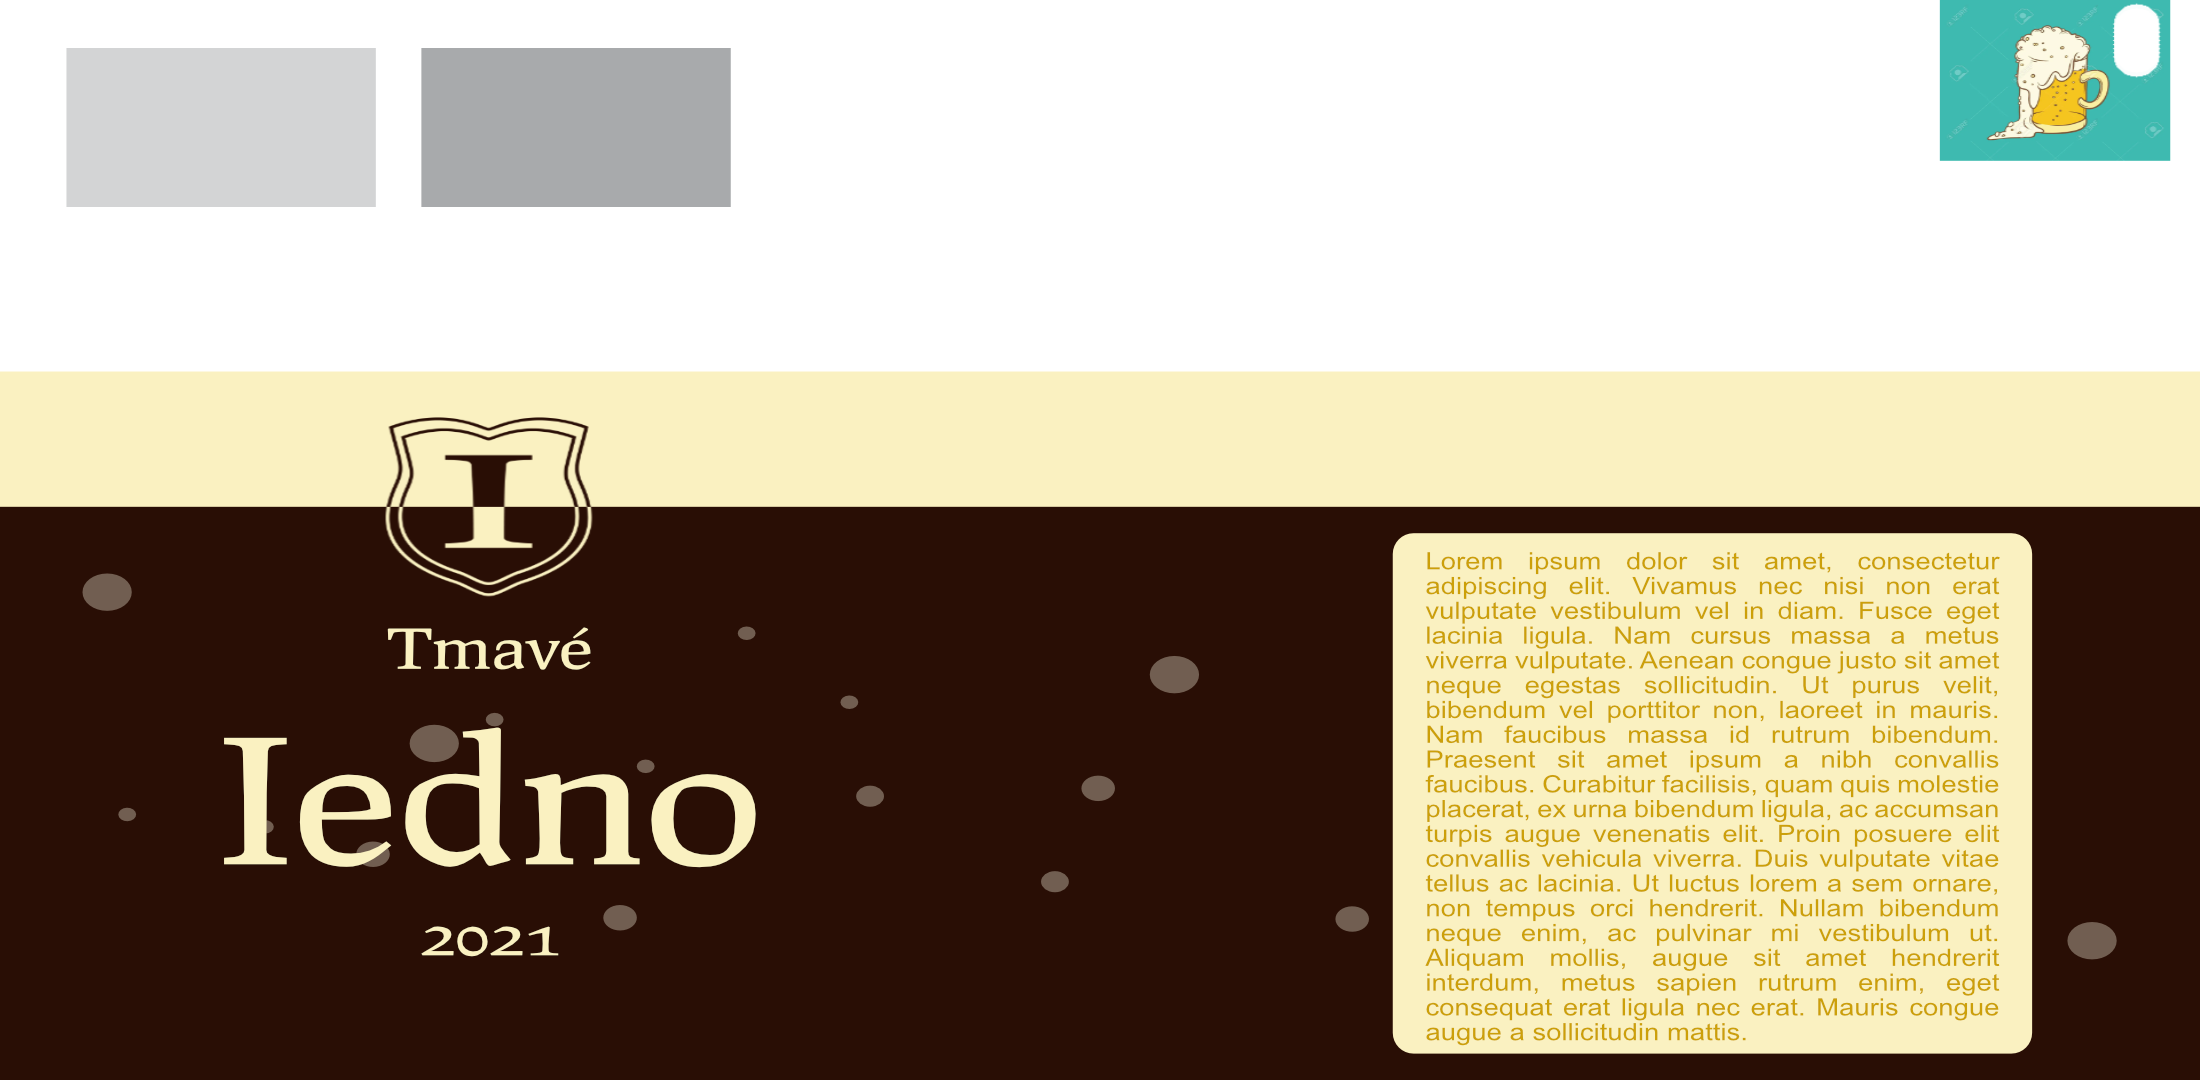 I
Tmavé
Iedno
2021
Lorem ipsum dolor sit amet, consectetur
adipiscing elit. Vivamus nec nisi non erat
vulputate vestibulum vel in diam. Fusce eget
lacinia ligula. Nam cursus massa a metus
viverra vulputate. Aenean congue justo sit amet
neque egestas sollicitudin. Ut purus velit,
bibendum vel porttitor non, laoreet in mauris.
Nam faucibus massa id rutrum bibendum.
Praesent sit amet ipsum a nibh convallis
faucibus. Curabitur facilisis, quam quis molestie
placerat, ex urna bibendum ligula, ac accumsan
turpis augue venenatis elit. Proin posuere elit
convallis vehicula viverra. Duis vulputate vitae
tellus ac lacinia. Ut luctus lorem a sem ornare,
non tempus orci hendrerit. Nullam bibendum
neque enim, ac pulvinar mi vestibulum ut.
Aliquam mollis, augue sit amet hendrerit
interdum, metus sapien rutrum enim, eget
consequat erat ligula nec erat. Mauris congue
augue a sollicitudin mattis.